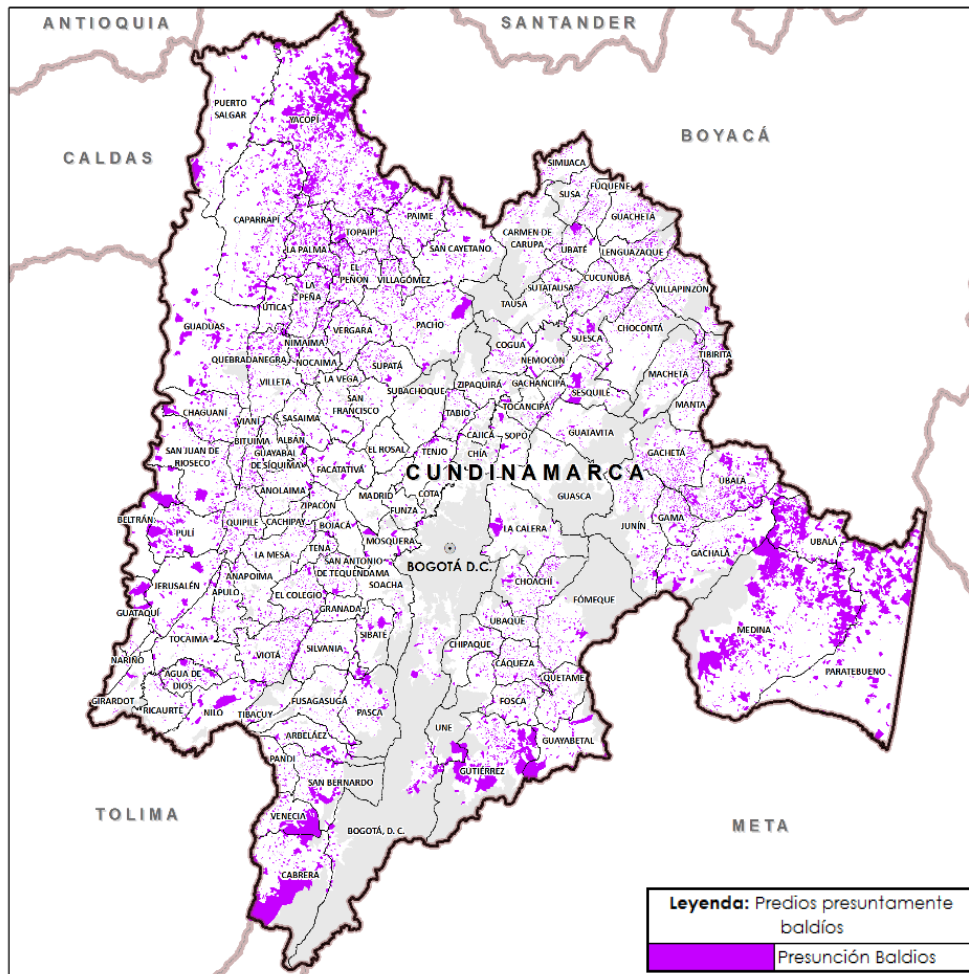 ANTIOQUIA
SANTANDER
BOYACÁ
CALDAS
PUERTO
SALGAR
YACOPÍ
SIMIJACA
SUSA
FÚQUENE
GUACHETÁ
CAPARRAPÍ
PAIME
TOPAIPÍ
CARMEN DE
CARUPA
UBATÉ
LENGUAZAQUE
LA PALMA
SAN CAYETANO
EL
PEÑON
VILLAGÓMEZ
CUCUNUBÁ
SUTATAUSA
VILLAPINZÓN
LA
PEÑA
TAUSA
ÚTICA
GUADUAS
VERGARA
PACHO
CHOCONTÁ
NIMAIMA
COGUA
SUESCA
TIBIRITA
QUEBRADANEGRA
NOCAIMA
NEMOCÓN
SUPATÁ
MACHETÁ
VILLETA
LA VEGA
SUBACHOQUE
ZIPAQUIRÁ
GACHANCIPÁ
SESQUILÉ
SAN
FRANCISCO
TABIO
TOCANCIPÁ
MANTA
CHAGUANÍ
VIANÍ
SASAIMA
CAJICÁ
SOPO
GUATAVITA
BITUIMA
ALBÁN
EL ROSAL
TENJO
CHÍA
SAN JUAN DE
RIOSECO
GUAYABAL
DE SÍQUIMA
FACATATIVÁ
CUNDINAMARCA
GACHETÁ
UBALÁ
ANOLAIMA
MADRID
COTA
GUASCA
ZIPACÓN
FUNZA
BELTRÁN
PULÍ
QUIPILE
CACHIPAY
BOJACÁ
LA CALERA
JUNÍN
GAMA
MOSQUERA
UBALÁ
LA MESA
TENA
GACHALÁ
SAN ANTONIO
DE TEQUENDAMA
BOGOTÁ D.C.
JERUSALÉN
ANAPOIMA
SOACHA
CHOACHÍ
APULO
EL COLEGIO
FÓMEQUE
GUATAQUÍ
GRANADA
UBAQUE
TOCAIMA
SIBATÉ
MEDINA
NARIÑO
VIOTÁ
SILVANIA
CHIPAQUE
CÁQUEZA
PARATEBUENO
AGUA DE
DIOS
QUETAME
GIRARDOT
RICAURTE
NILO
TIBACUY
FUSAGASUGÁ
PASCA
FOSCA
UNE
ARBELÁEZ
GUAYABETAL
PANDI
GUTIÉRREZ
SAN BERNARDO
TOLIMA
VENECIA
BOGOTÁ, D. C.
META
CABRERA
Leyenda: Predios presuntamente
baldíos
Presunción Baldios